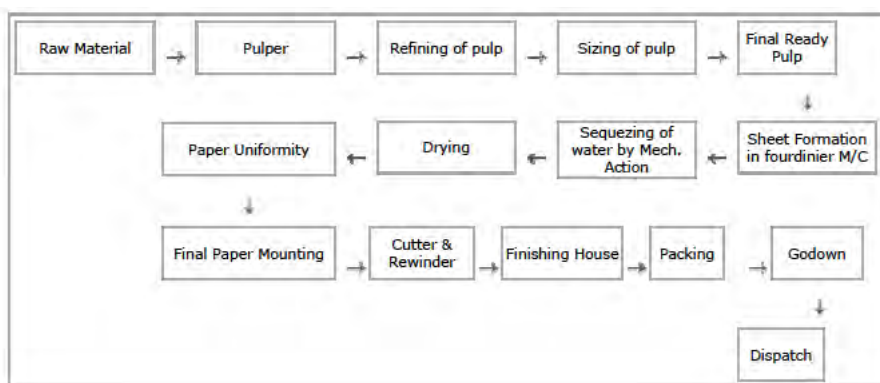 Raw Material
Pulper
Refining of pulp
Sizing of pulp
Final Ready
Pulp
Sheet Formation
in fourdinier M/C
Sequezing of
water by Mech.
Action
Drying
Paper Uniformity
Final Paper Mounting
Cutter &
Rewinder
Finishing House
Packing
Godown
Dispatch